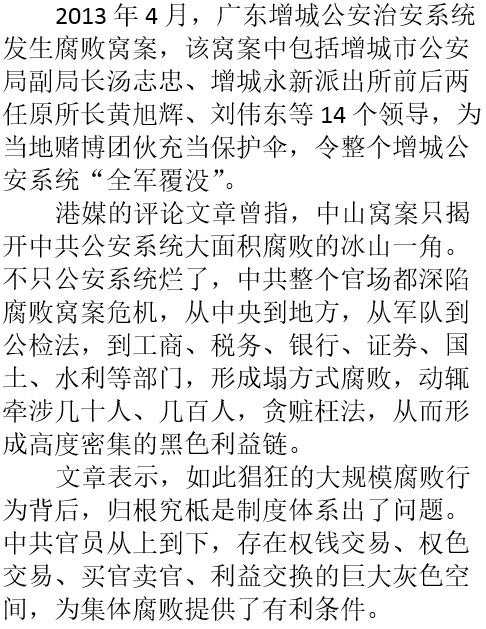 2013 年 4 月，广东增城公安治安系统
发生腐败窝案，该窝案中包括增城市公安
局副局长汤志忠、增城永新派出所前后两
任原所长黄旭辉、刘伟东等 14 个领导，为
当地赌博团伙充当保护伞，令整个增城公
安系统“全军覆没”。
港媒的评论文章曾指，中山窝案只揭
开中共公安系统大面积腐败的冰山一角。
不只公安系统烂了，中共整个官场都深陷
腐败窝案危机，从中央到地方，从军队到
公检法，到工商、税务、银行、证券、国
土、水利等部门，形成塌方式腐败，动辄
牵涉几十人、几百人，贪赃枉法，从而形
成高度密集的黑色利益链。
文章表示，如此猖狂的大规模腐败行
为背后，归根究柢是制度体系出了问题。
中共官员从上到下，存在权钱交易、权色
交易、买官卖官、利益交换的巨大灰色空
间，为集体腐败提供了有利条件。